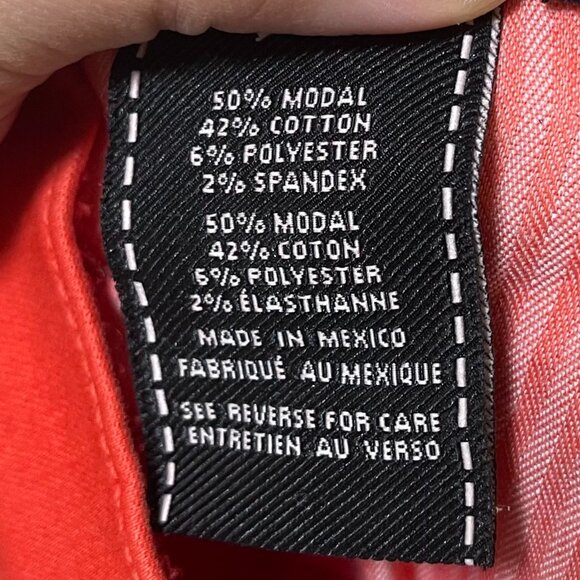 50% MODAL
42% COTTON
6% POLYESTER
2% SPANDEX
50% MODAL
42% COTON
6% POLYESTER
2% ÉLASTHANNE
MADE IN MEXICO
FABRIQUÉ AU MEXIQUE
SEE REVERSE FOR CARE
ENTRETIEN AU VERSO